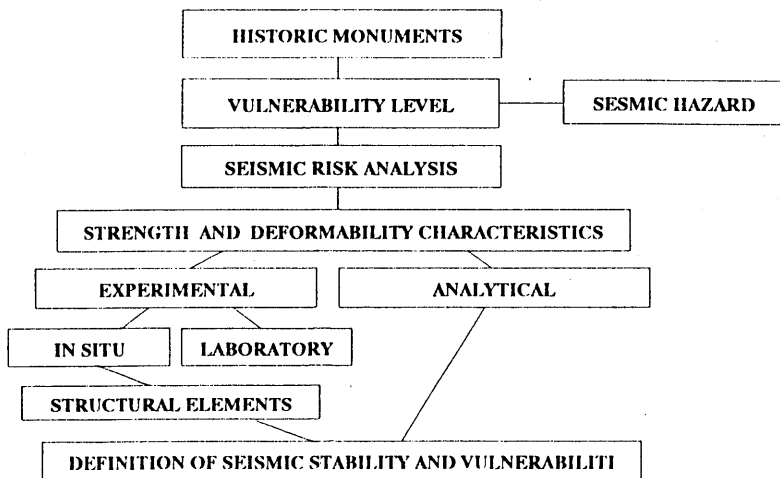 HISTORIC MONUMENTS
VULNERABILITY LEVEL
SESMIC HAZARD
SEISMIC RISK ANALYSIS
STRENGTH AND DEFORMABILITY CHARACTERISTICS
EXPERIMENTAL
ANALYTICAL
IN SITU
LABORATORY
STRUCTURAL ELEMENTS
DEFINITION OF SEISMIC STABILITY AND VULNERABILITI